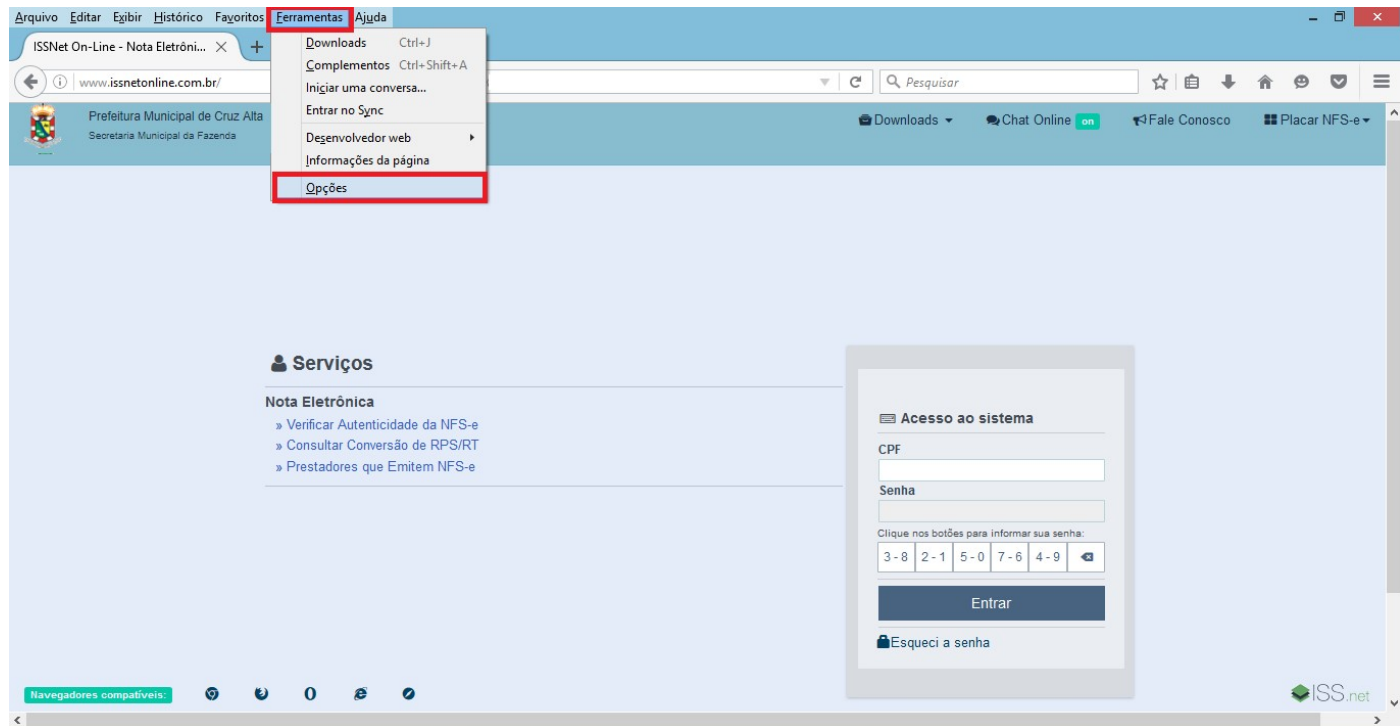 Arquivo Editar Exibir Histórico Favoritos Ferramentas Ajuda
ISSNet On-Line - Nota Eletrôni...
www.issnetonline.com.br/
Pesquisar
Downloads Ctrl+J
Complementos Ctrl+Shift+A
Iniciar uma conversa...
Entrar no Sync
Desenvolvedor web
Informações da página
Opções
Prefeitura Municipal de Cruz Alta
Secretaria Municipal da Fazenda
Downloads Chat Online on Fale Conosco Placar NFS-e
Serviços
Nota Eletrônica
» Verificar Autenticidade da NFS-e
» Consultar Conversão de RPS/RT
» Prestadores que Emitem NFS-e
Acesso ao sistema
CPF
Senha
Clique nos botões para informar sua senha:
3 - 8 2 - 1 5 - 0 7 - 6 4 - 9
Entrar
Esqueci a senha
Navegadores compatíveis:
ISS.net